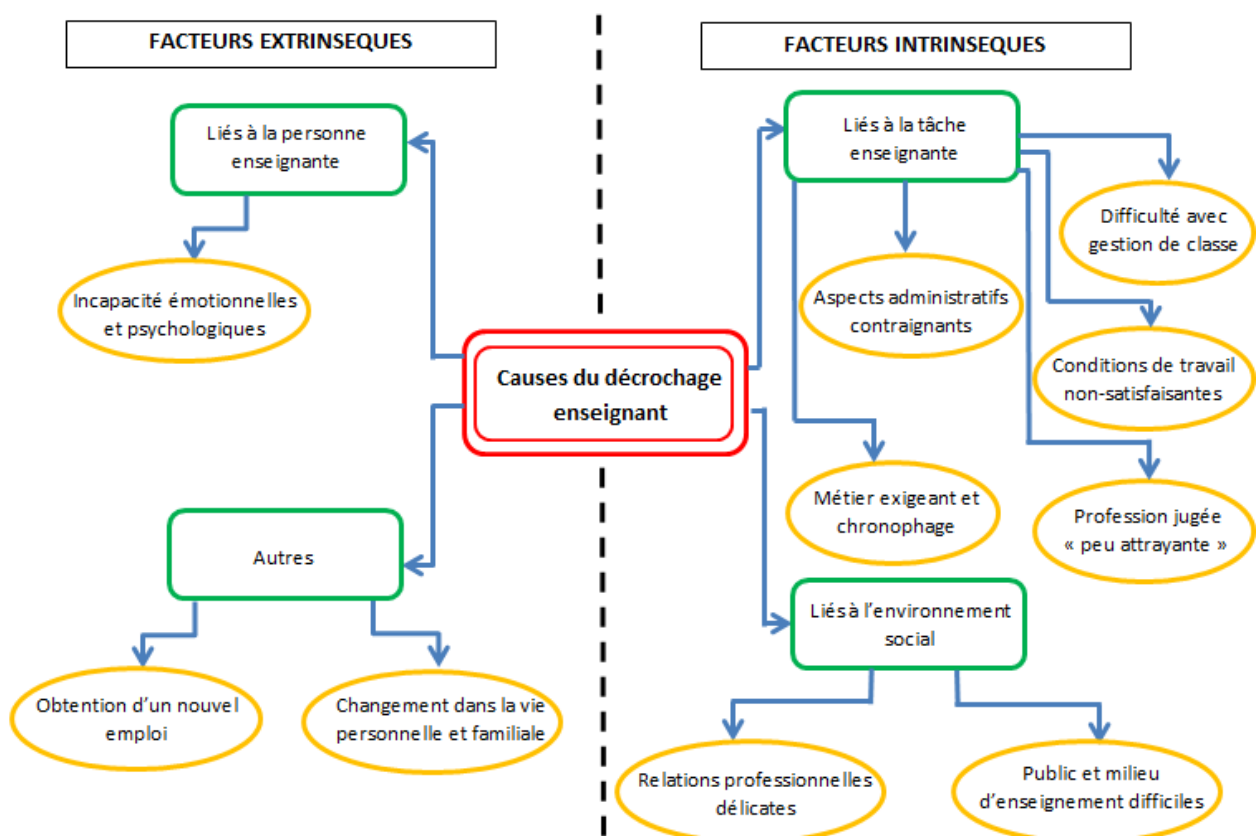 FACTEURS EXTRINSEQUES
FACTEURS INTRINSEQUES
Liés à la personne
enseignante
Incapacité émotionnelles
et psychologiques
Liés à la tâche
enseignante
Difficulté avec
gestion de classe
Aspects administratifs
contraignants
Conditions de travail
non-satisfaisantes
Causes du décrochage
enseignant
Métier exigeant et
chronophage
Profession jugée
« peu attrayante »
Autres
Obtention d’un nouvel
emploi
Changement dans la vie
personnelle et familiale
Liés à l’environnement
social
Relations professionnelles
délicates
Public et milieu
d’enseignement difficiles